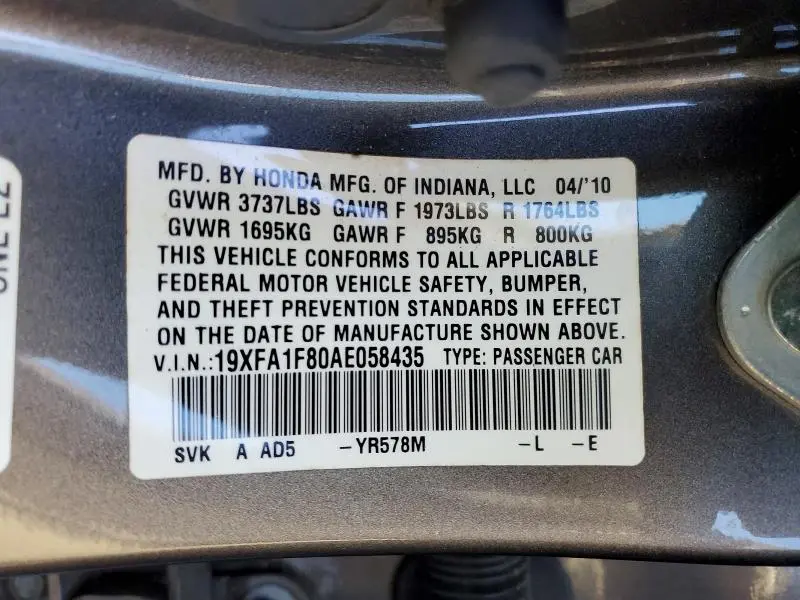 MFD. BY HONDA MFG. OF INDIANA, LLC 04/'10
GVWR 3737LBS GAWR F 1973LBS R 1764LBS
GVWR 1695KG GAWR F 895KG R 800KG
THIS VEHICLE CONFORMS TO ALL APPLICABLE
FEDERAL MOTOR VEHICLE SAFETY, BUMPER,
AND THEFT PREVENTION STANDARDS IN EFFECT
ON THE DATE OF MANUFACTURE SHOWN ABOVE.
V.I.N.:19XFA1F80AE058435 TYPE: PASSENGER CAR
SVK A AD5 -YR578M -L -E